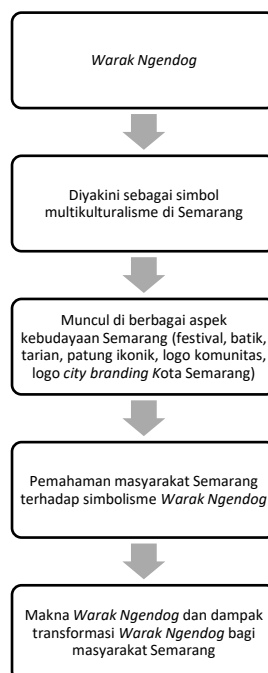 Warak Ngendog
Diyakini sebagai simbol
multikulturalisme di Semarang
Muncul di berbagai aspek
kebudayaan Semarang (festival, batik,
tarian, patung ikonik, logo komunitas,
logo city branding Kota Semarang)
Pemahaman masyarakat Semarang
terhadap simbolisme Warak Ngendog
Makna Warak Ngendog dan dampak
transformasi Warak Ngendog bagi
masyarakat Semarang